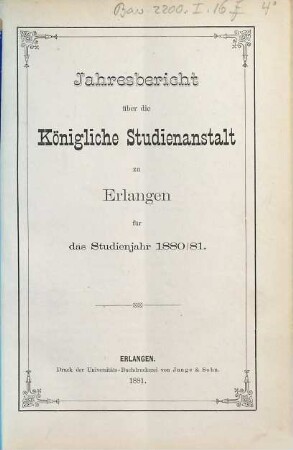 Bav. 2200. I. 16 I 4°
Jahresbericht
über die
Königliche Studienanstalt
zu
Erlangen
für
das Studienjahr 1880/81.
ERLANGEN.
Druck der Universitäts-Buchdruckerei von Junge & Sohn.
1881.